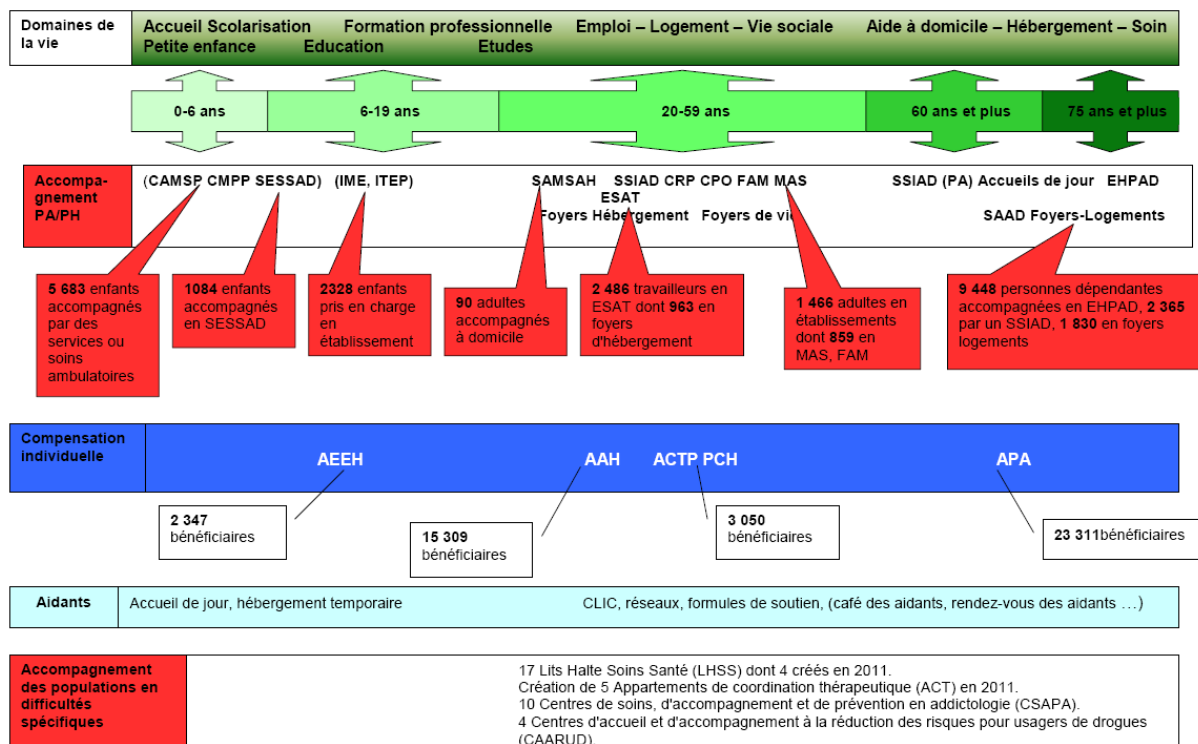 Domaines de la vie
Accueil Scolarisation Formation professionnelle Emploi – Logement – Vie sociale Aide à domicile – Hébergement – Soin
Petite enfance Education Etudes
0-6 ans 6-19 ans 20-59 ans 60 ans et plus 75 ans et plus
Accompa-
gnement
PA/PH
(CAMSP CMPP SESSAD) (IME, ITEP) SAMSAH SSIAD CRP CPO FAM MAS SSIAD (PA) Accueils de jour EHPAD
ESAT
Foyers Hébergement Foyers de vie SAAD Foyers-Logements
5 683 enfants
accompagnés
par des
services ou
soins
ambulatoires
1084 enfants
accompagnés
en SESSAD
2328 enfants
pris en charge
en
établissement
90 adultes
accompagnés
à domicile
2 486 travailleurs en
ESAT dont 963 en
foyers
d'hébergement
1 466 adultes en
établissements
dont 859 en
MAS, FAM
9 448 personnes dépendantes
accompagnées en EHPAD, 2 365
par un SSIAD, 1 830 en foyers
logements
Compensation
individuelle
AEEH AAH ACTP PCH APA
2 347
bénéficiaires
15 309
bénéficiaires
3 050
bénéficiaires
23 311bénéficiaires
Aidants
Accueil de jour, hébergement temporaire CLIC, réseaux, formules de soutien, (café des aidants, rendez-vous des aidants …)
Accompagnement
des populations en
difficultés
spécifiques
17 Lits Halte Soins Santé (LHSS) dont 4 créés en 2011.
Création de 5 Appartements de coordination thérapeutique (ACT) en 2011.
10 Centres de soins, d'accompagnement et de prévention en addictologie (CSAPA).
4 Centres d'accueil et d'accompagnement à la réduction des risques pour usagers de drogues
(CAARUD).